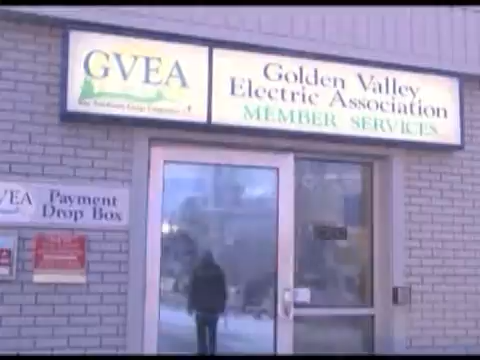 GVEA
Golden Valley
Electric Association
MEMBER SERVICES
VEA
Payment
Drop Box